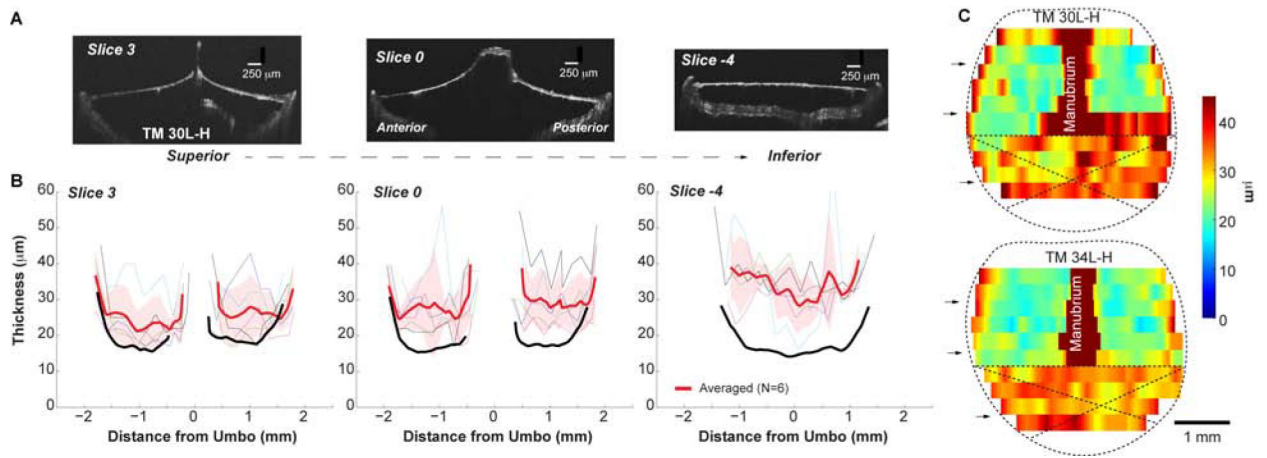 A
Slice 3
250 μm
TM 30L-H
Slice 0
250 μm
Anterior
Posterior
Slice -4
250 μm
Superior
Inferior
B
Thickness (μm)
60
50
40
30
20
10
0
Slice 3
−2 −1 0 1 2
Distance from Umbo (mm)
60
50
40
30
20
10
0
Slice 0
−2 −1 0 1 2
Distance from Umbo (mm)
60
50
40
30
20
10
0
Slice -4
Averaged (N=6)
−2 −1 0 1 2
Distance from Umbo (mm)
C
TM 30L-H
Manubrium
TM 34L-H
Manubrium
40
30
20
10
0
μm
1 mm